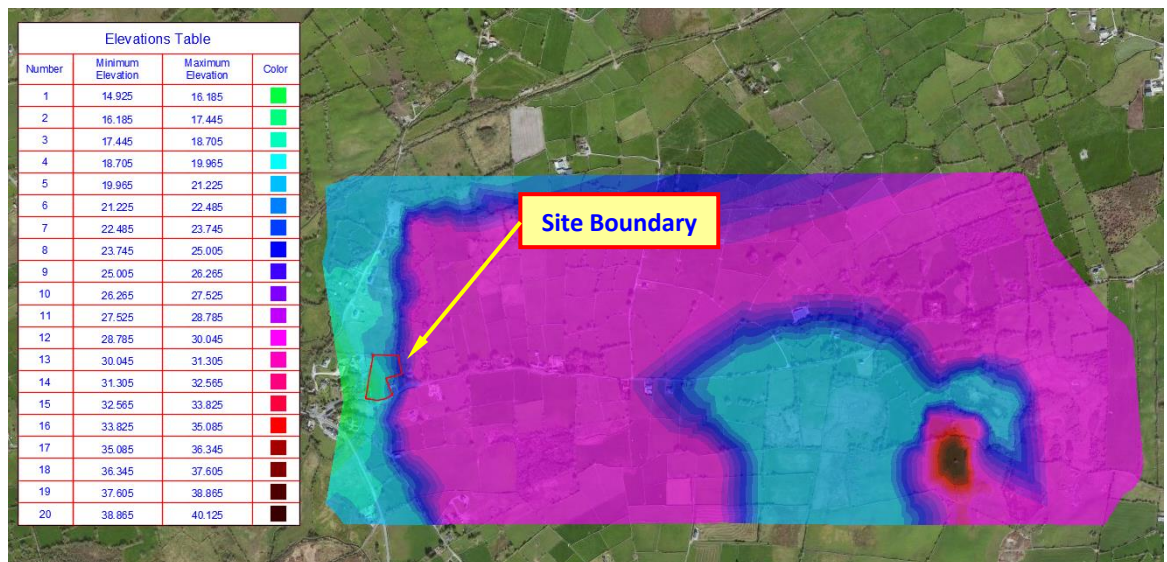 Elevations Table
Number Minimum Elevation Maximum Elevation Color
1 14.925 16.185
2 16.185 17.445
3 17.445 18.705
4 18.705 19.965
5 19.965 21.225
6 21.225 22.485
7 22.485 23.745
8 23.745 25.005
9 25.005 26.265
10 26.265 27.525
11 27.525 28.785
12 28.785 30.045
13 30.045 31.305
14 31.305 32.565
15 32.565 33.825
16 33.825 35.085
17 35.085 36.345
18 36.345 37.605
19 37.605 38.865
20 38.865 40.125
Site Boundary